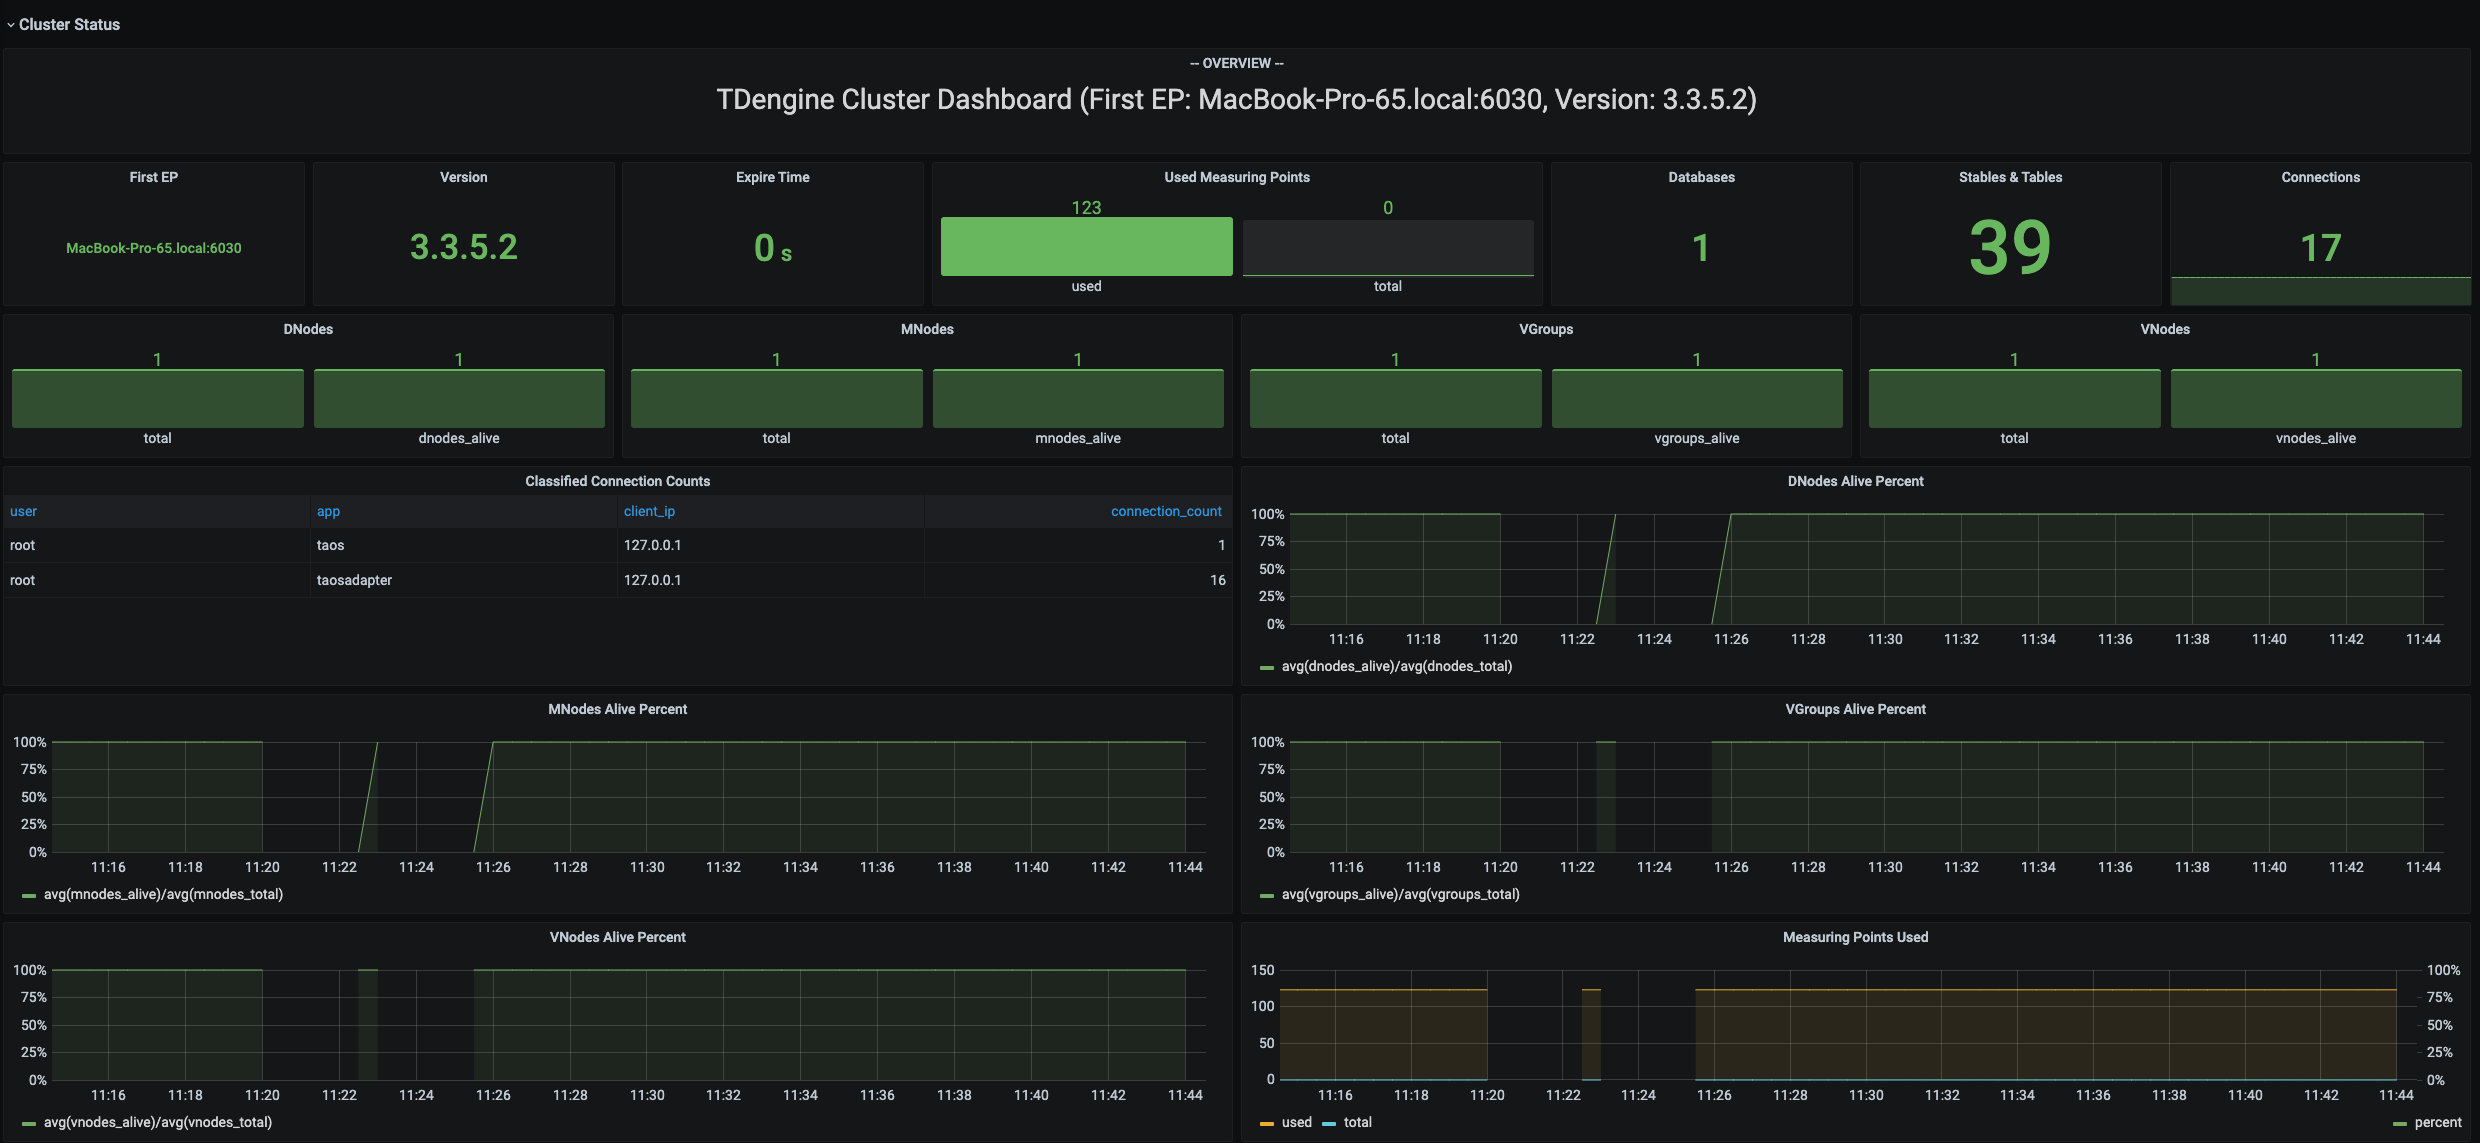 Cluster Status
-- OVERVIEW --
TDengine Cluster Dashboard (First EP: MacBook-Pro-65.local:6030, Version: 3.3.5.2)
First EP
MacBook-Pro-65.local:6030
Version
3.3.5.2
Expire Time
0 s
Used Measuring Points
123 0
used total
Databases
1
Stables & Tables
39
Connections
17
DNodes
1 1
total dnodes_alive
MNodes
1 1
total mnodes_alive
VGroups
1 1
total vgroups_alive
VNodes
1 1
total vnodes_alive
Classified Connection Counts
user app client_ip connection_count
root taos 127.0.0.1 1
root taosadapter 127.0.0.1 16
DNodes Alive Percent
100%
75%
50%
25%
0%
11:16 11:18 11:20 11:22 11:24 11:26 11:28 11:30 11:32 11:34 11:36 11:38 11:40 11:42 11:44
avg(dnodes_alive)/avg(dnodes_total)
MNodes Alive Percent
100%
75%
50%
25%
0%
11:16 11:18 11:20 11:22 11:24 11:26 11:28 11:30 11:32 11:34 11:36 11:38 11:40 11:42 11:44
avg(mnodes_alive)/avg(mnodes_total)
VGroups Alive Percent
100%
75%
50%
25%
0%
11:16 11:18 11:20 11:22 11:24 11:26 11:28 11:30 11:32 11:34 11:36 11:38 11:40 11:42 11:44
avg(vgroups_alive)/avg(vgroups_total)
VNodes Alive Percent
100%
75%
50%
25%
0%
11:16 11:18 11:20 11:22 11:24 11:26 11:28 11:30 11:32 11:34 11:36 11:38 11:40 11:42 11:44
avg(vnodes_alive)/avg(vnodes_total)
Measuring Points Used
150 100%
100 75%
50 50%
25%
0 0%
11:16 11:18 11:20 11:22 11:24 11:26 11:28 11:30 11:32 11:34 11:36 11:38 11:40 11:42 11:44
used total percent